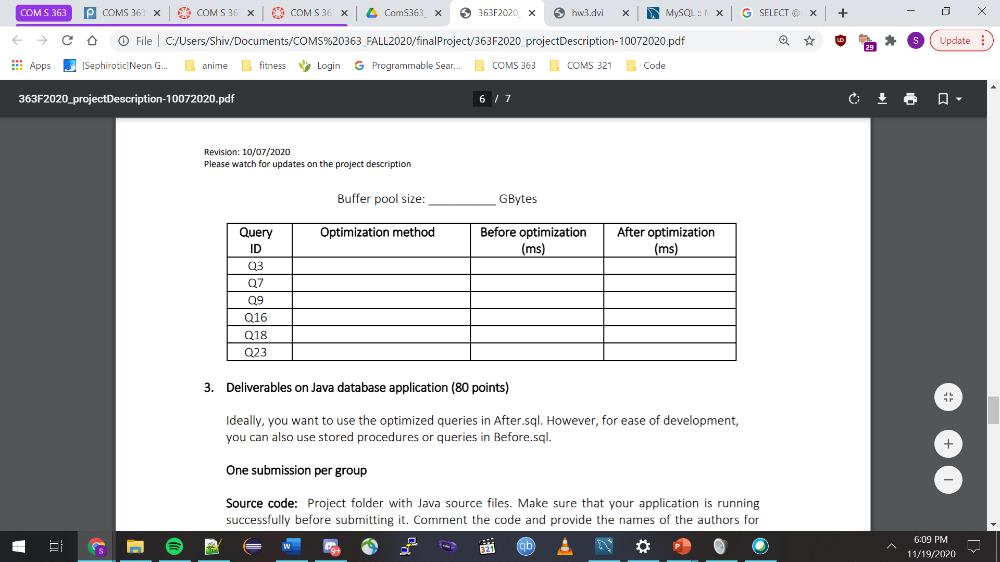 COM S 363
COMS 363
COM S 36
COM S 36
ComS363_
363F2020_
hw3.dvi
MySQL ::
SELECT @
File
C:/Users/Shiv/Documents/COMS%20363_FALL2020/finalProject/363F2020_projectDescription-10072020.pdf
29
S
Update
Apps
[Sephirotic]Neon G...
anime
fitness
Login
Programmable Sear...
COMS 363
COMS_321
Code
363F2020_projectDescription-10072020.pdf
6 / 7
Revision: 10/07/2020
Please watch for updates on the project description
Buffer pool size: __________ GBytes
Query ID
Optimization method
Before optimization (ms)
After optimization (ms)
Q3
Q7
Q9
Q16
Q18
Q23
3. Deliverables on Java database application (80 points)
Ideally, you want to use the optimized queries in After.sql. However, for ease of development,
you can also use stored procedures or queries in Before.sql.
One submission per group
Source code: Project folder with Java source files. Make sure that your application is running
successfully before submitting it. Comment the code and provide the names of the authors for
S
W
9+
321
qb
P
6:09 PM
11/19/2020